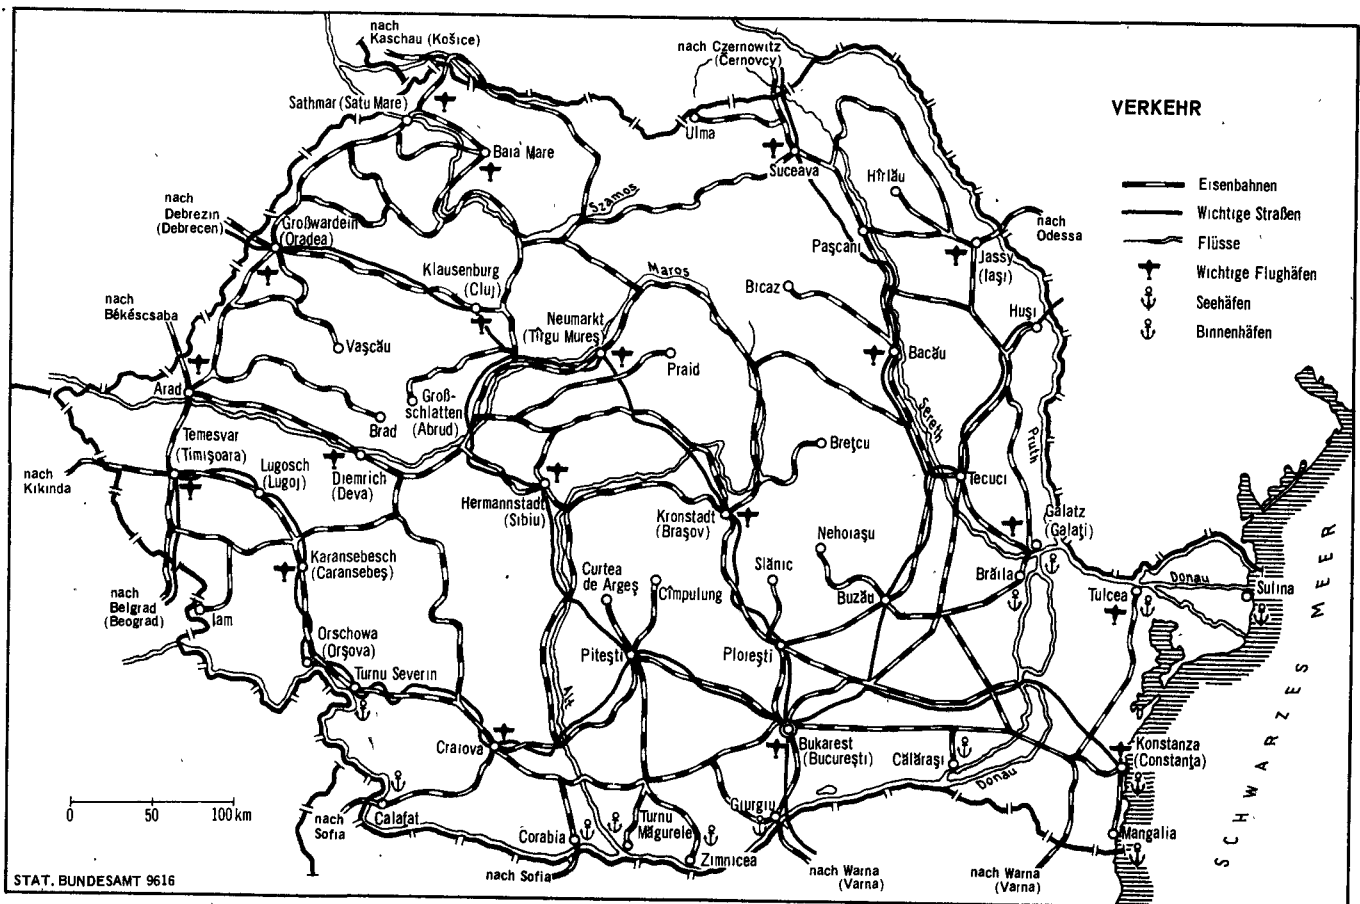 nach
Kaschau (Košice)
nach Czernowitz
(Černovcy)
VERKEHR
Eisenbahnen
Wichtige Straßen
Flüsse
Wichtige Flughäfen
Seehäfen
Binnenhäfen
Sathmar (Satu Mare)
Baia Mare
Ulma
Suceava
Hîrlău
nach
Odessa
nach
Debrezin
(Debrecen)
Großwardein
(Oradea)
Szamos
Paşcani
Jassy
(Iaşi)
Klausenburg
(Cluj)
Maros
Bicaz
Huşi
nach
Békéscsaba
Neumarkt
(Tîrgu Mureş)
Vaşcău
Bacău
Praid
Arad
Groß-
schlatten
(Abrud)
Brad
Sereth
Pruth
Temesvar
(Timişoara)
Breţcu
nach
Kikinda
Lugosch
(Lugoj)
Diemrich
(Deva)
Hermannstadt
(Sibiu)
Kronstadt
(Braşov)
Tecuci
Galatz
(Galaţi)
Nehoiaşu
Karansebesch
(Caransebeş)
Curtea
de Argeş
Slănic
Cîmpulung
Brăila
Buzău
Tulcea
Donau
Sulina
nach
Belgrad
(Beograd)
Jam
Orschowa
(Orşova)
Piteşti
Ploieşti
Turnu Severin
Alt
Craiova
Bukarest
(Bucureşti)
Călăraşi
Donau
Konstanza
(Constanţa)
SCHWARZES MEER
0 50 100 km
nach
Sofia
Calafat
Corabia
Turnu
Măgurele
Giurgiu
Mangalia
Zimnicea
nach Sofia
nach Warna
(Varna)
nach Warna
(Varna)
STAT. BUNDESAMT 9616